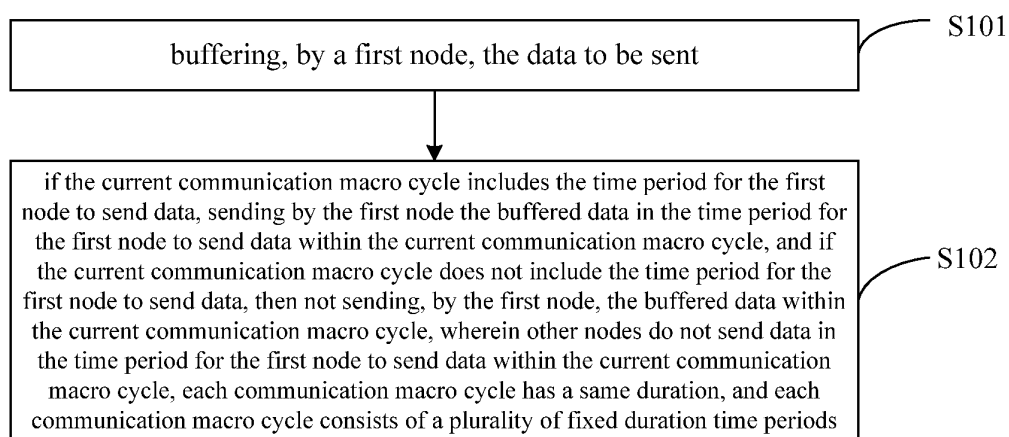 buffering, by a first node, the data to be sent
S101
if the current communication macro cycle includes the time period for the first
node to send data, sending by the first node the buffered data in the time period for
the first node to send data within the current communication macro cycle, and if
the current communication macro cycle does not include the time period for the
first node to send data, then not sending, by the first node, the buffered data within
the current communication macro cycle, wherein other nodes do not send data in
the time period for the first node to send data within the current communication
macro cycle, each communication macro cycle has a same duration, and each
communication macro cycle consists of a plurality of fixed duration time periods
S102